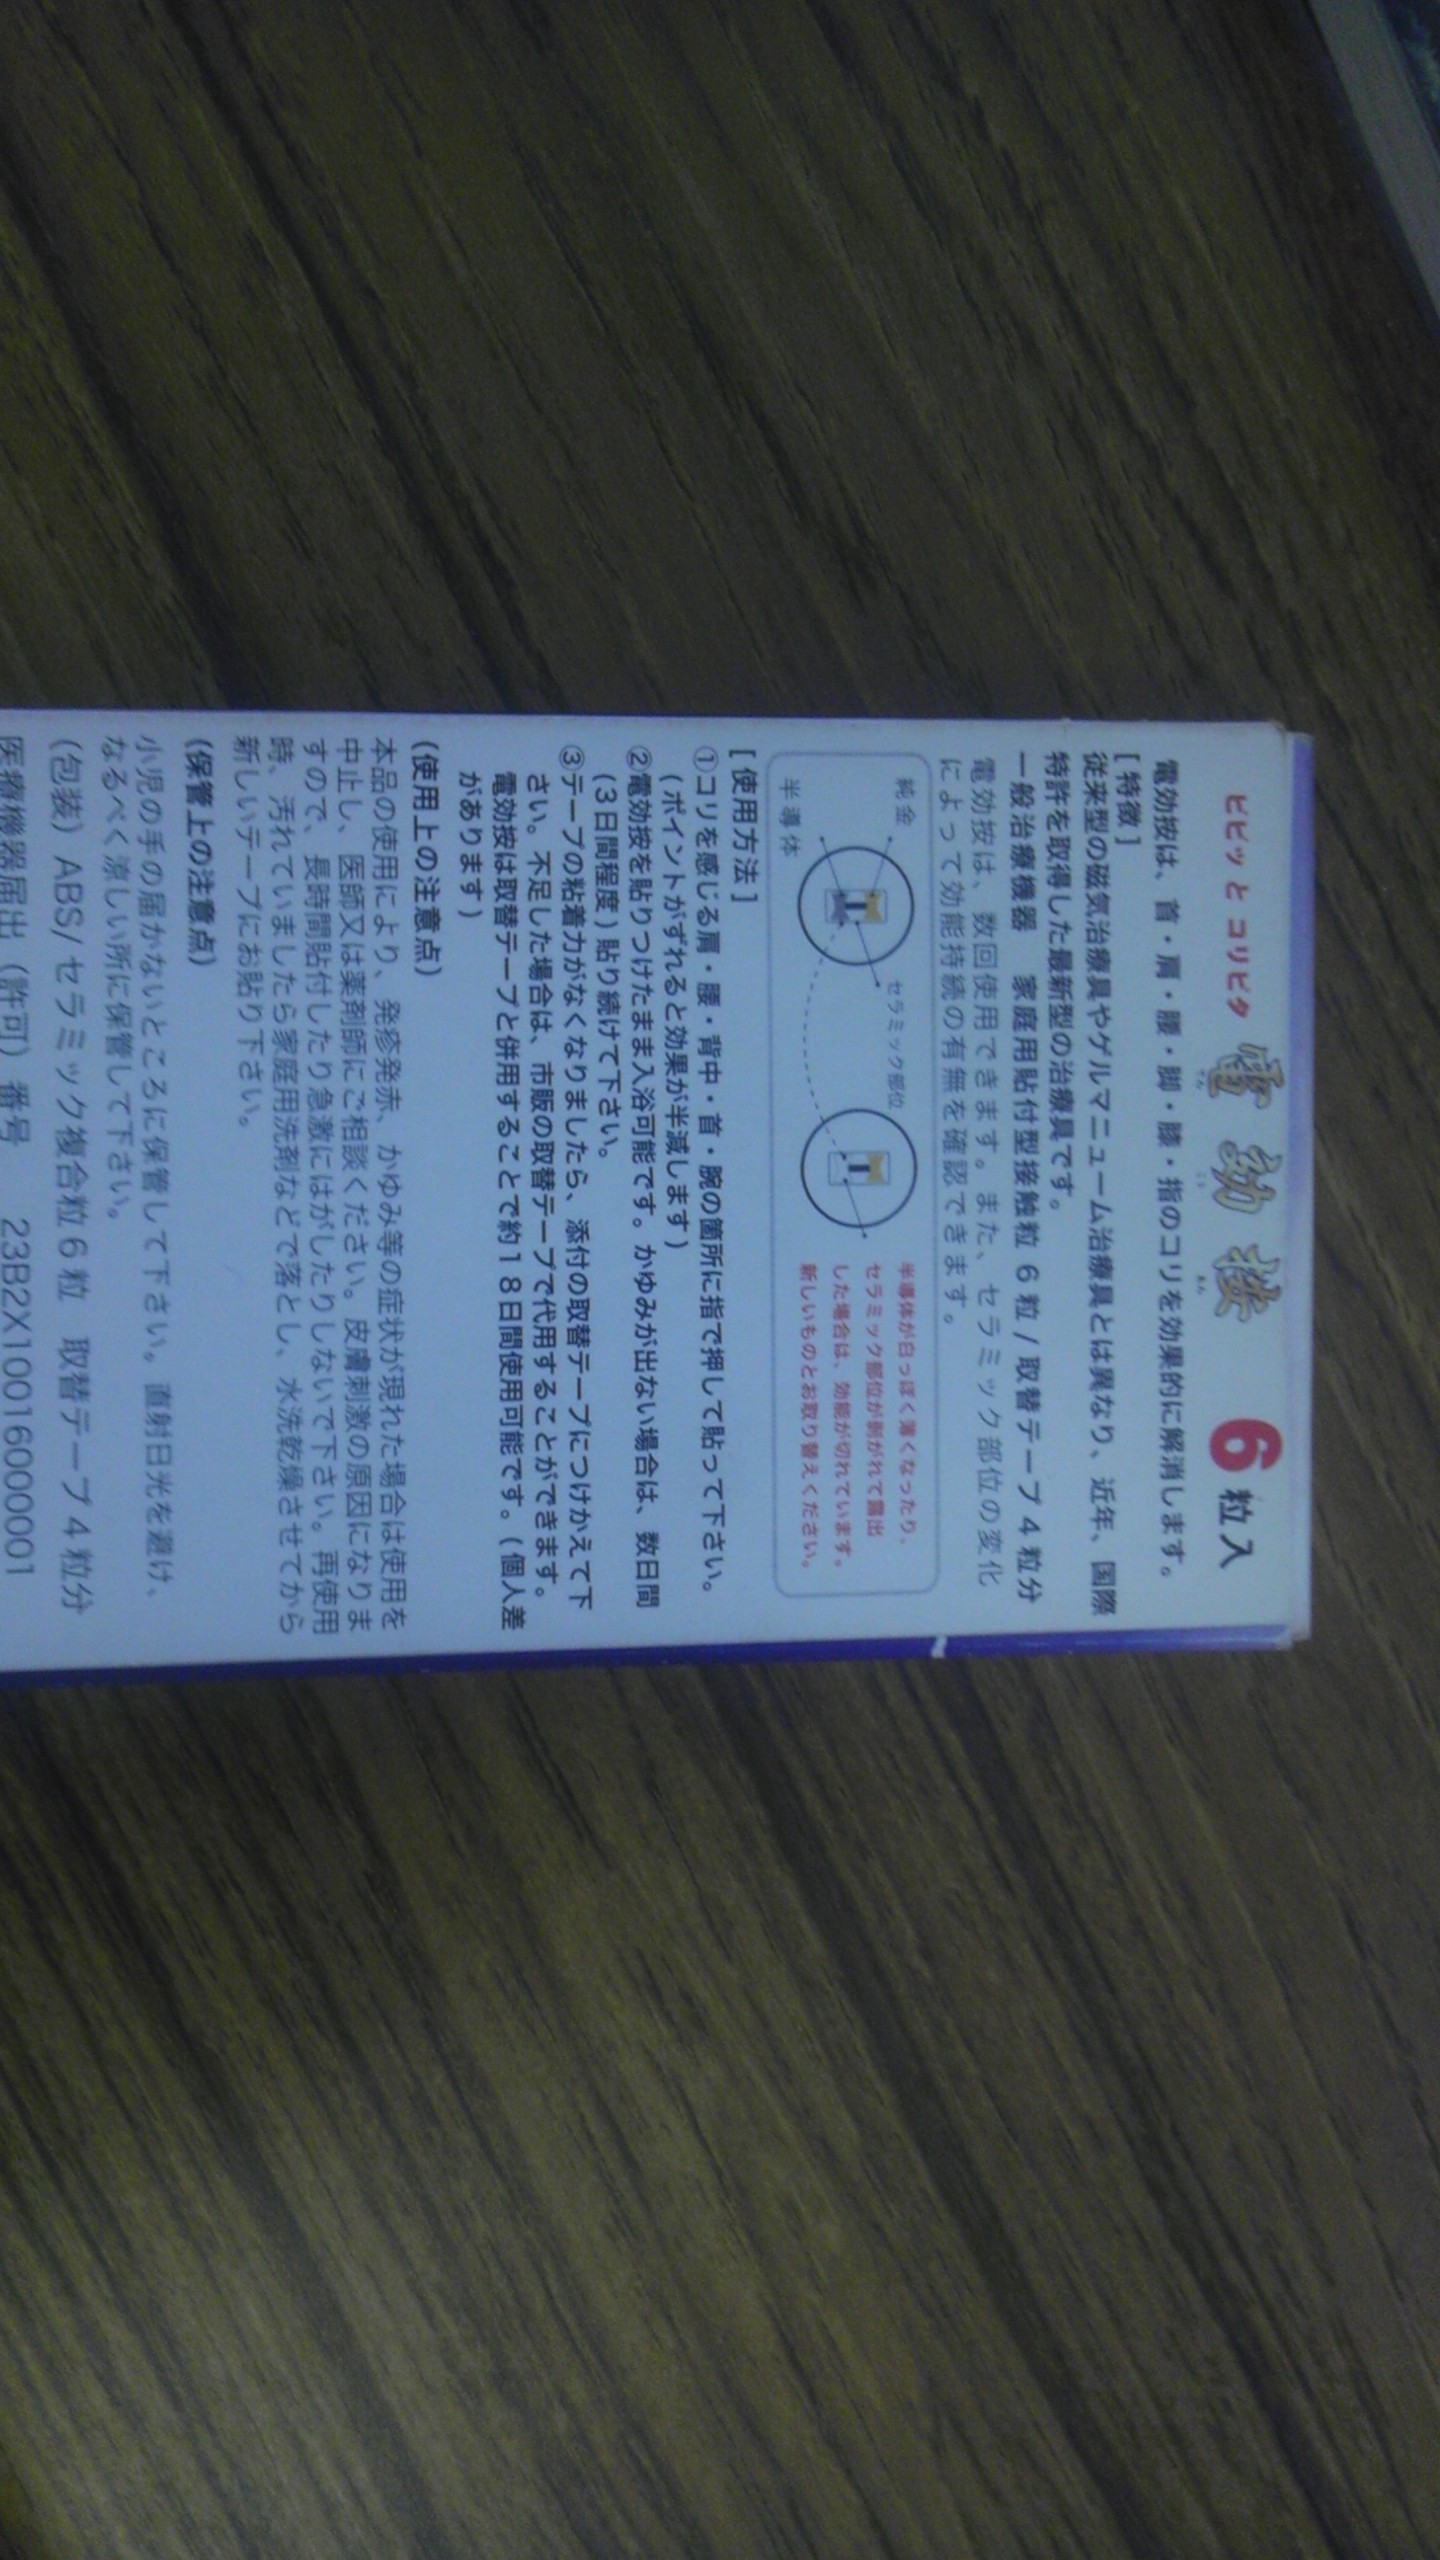 ビビッ と コリピタ 電効按 6粒入
でん こう あん
電効按は、首・肩・腰・脚・膝・指のコリを効果的に解消します。
[ 特徴 ]
従来型の磁気治療具やゲルマニューム治療具とは異なり、近年、国際
特許を取得した最新型の治療具です。
一般治療機器　家庭用貼付型接触粒 6 粒 / 取替テープ 4 粒分
電効按は、数回使用できます。また、セラミック部位の変化
によって効能持続の有無を確認できます。
純金
セラミック部位
半導体
半導体が白っぽく薄くなったり、
セラミック部位が剥がれて露出
した場合は、効能が切れています。
新しいものとお取り替えください。
[ 使用方法 ]
①コリを感じる肩・腰・背中・首・腕の箇所に指で押して貼って下さい。
( ポイントがずれると効果が半減します )
②電効按を貼りつけたまま入浴可能です。かゆみが出ない場合は、数日間
( 3日間程度 ) 貼り続けて下さい。
③テープの粘着力がなくなりましたら、添付の取替テープにつけかえて下
さい。不足した場合は、市販の取替テープで代用することができます。
電効按は取替テープと併用することで約１８日間使用可能です。( 個人差
があります )
(使用上の注意点)
本品の使用により、発疹発赤、かゆみ等の症状が現れた場合は使用を
中止し、医師又は薬剤師にご相談ください。皮膚刺激の原因になりま
すので、長時間貼付したり急激にはがしたりしないで下さい。再使用
時、汚れていましたら家庭用洗剤などで落とし、水洗乾燥させてから
新しいテープにお貼り下さい。
(保管上の注意点)
小児の手の届かないところに保管して下さい。直射日光を避け、
なるべく涼しい所に保管して下さい。
(包装) ABS/ セラミック複合粒 6 粒　取替テープ 4 粒分
医療機器届出（許可）番号　23B2X10016000001